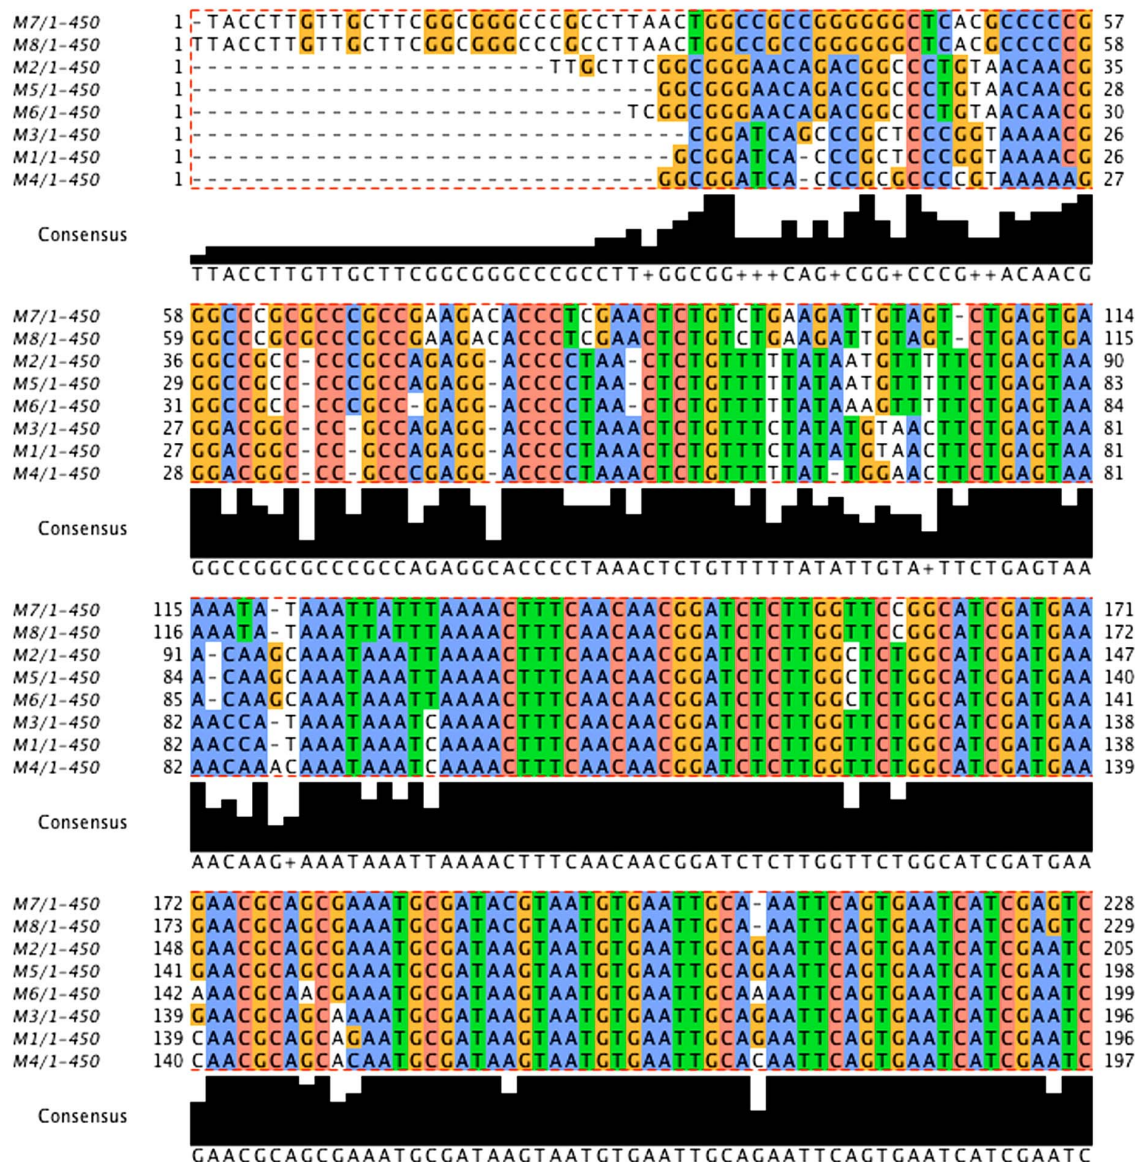 M7/1-450 1 -TACCTTGTTGCTTCGGCGGGCCCGCCTTAACTGGCCGCCGGGGGGCTCACGCCCCCG 57
M8/1-450 1 TTACCTTGTTGCTTCGGCGGGCCCGCCTTAACTGGCCGCCGGGGGGCTCACGCCCCCG 58
M2/1-450 1 -----------------------TTGCTTCGGCGGGAACAGACGGCCCTGTAACAACG 35
M5/1-450 1 ------------------------------GGCGGGAACAGACGGCCCTGTAACAACG 28
M6/1-450 1 ----------------------------TCGGCGGGAACAGACGGCCCTGTAACAACG 30
M3/1-450 1 --------------------------------CGGATCAGCCCGCTCCCGGTAAAACG 26
M1/1-450 1 -------------------------------GCGGATCA-CCCGCTCCCGGTAAAACG 26
M4/1-450 1 ------------------------------GGCGGATCA-CCCGCGCCCCGTAAAAAG 27
Consensus
TTACCTTGTTGCTTCGGCGGGCCCGCCTT+GGCGG+++CAG+CGG+CCCG++ACAACG
M7/1-450 58 GGCCCGCGCCCGCCGAAGACACCCTCGAACTCTGTCTGAAGATTGTAGT-CTGAGTGA 114
M8/1-450 59 GGCCCGCGCCCGCCGAAGACACCCTCGAACTCTGTCTGAAGATTGTAGT-CTGAGTGA 115
M2/1-450 36 GGCCGCC-CCCGCCAGAGG-ACCCCTAA-CTCTGTTTTTATAATGTTTTTCTGAGTAA 90
M5/1-450 29 GGCCGCC-CCCGCCAGAGG-ACCCCTAA-CTCTGTTTTTATAATGTTTTTCTGAGTAA 83
M6/1-450 31 GGCCGCC-CCCGCC-GAGG-ACCCCTAA-CTCTGTTTTTATAAAGTTTTTCTGAGTAA 84
M3/1-450 27 GGACGGC-CC-GCCAGAGG-ACCCCTAAACTCTGTTTCTATATGTAACTTCTGAGTAA 81
M1/1-450 27 GGACGGC-CC-GCCAGAGG-ACCCCTAAACTCTGTTTCTATATGTAACTTCTGAGTAA 81
M4/1-450 28 GGACGGC-CC-GCCCGAGG-ACCCCTAAACTCTGTTTTTAT-TGGAACTTCTGAGTAA 81
Consensus
GGCCGGCGCCCGCCAGAGGCACCCCTAAACTCTGTTTTTATATTGTA+TTCTGAGTAA
M7/1-450 115 AAATA-TAAATTATTTAAAACTTTCAACAACGGATCTCTTGGTTCCGGCATCGATGAA 171
M8/1-450 116 AAATA-TAAATTATTTAAAACTTTCAACAACGGATCTCTTGGTTCCGGCATCGATGAA 172
M2/1-450 91 A-CAAGCAAATAAATTAAAACTTTCAACAACGGATCTCTTGGCTCTGGCATCGATGAA 147
M5/1-450 84 A-CAAGCAAATAAATTAAAACTTTCAACAACGGATCTCTTGGCTCTGGCATCGATGAA 140
M6/1-450 85 A-CAAGCAAATAAATTAAAACTTTCAACAACGGATCTCTTGGCTCTGGCATCGATGAA 141
M3/1-450 82 AACCA-TAAATAAATCAAAACTTTCAACAACGGATCTCTTGGTTCTGGCATCGATGAA 138
M1/1-450 82 AACCA-TAAATAAATCAAAACTTTCAACAACGGATCTCTTGGTTCTGGCATCGATGAA 138
M4/1-450 82 AACAAACAAATAAATCAAAACTTTCAACAACGGATCTCTTGGTTCTGGCATCGATGAA 139
Consensus
AACAAG+AAATAAATTAAAACTTTCAACAACGGATCTCTTGGTTCTGGCATCGATGAA
M7/1-450 172 GAACGCAGCGAAATGCGATACGTAATGTGAATTGCA-AATTCAGTGAATCATCGAGTC 228
M8/1-450 173 GAACGCAGCGAAATGCGATACGTAATGTGAATTGCA-AATTCAGTGAATCATCGAGTC 229
M2/1-450 148 GAACGCAGCGAAATGCGATAAGTAATGTGAATTGCAGAATTCAGTGAATCATCGAATC 205
M5/1-450 141 GAACGCAGCGAAATGCGATAAGTAATGTGAATTGCAGAATTCAGTGAATCATCGAATC 198
M6/1-450 142 AAACGCAACGAAATGCGATAAGTAATGTGAATTGCAAAATTCAGTGAATCATCGAATC 199
M3/1-450 139 GAACGCAGCAAAATGCGATAAGTAATGTGAATTGCAGAATTCAGTGAATCATCGAATC 196
M1/1-450 139 CAACGCAGCAGAATGCGATAAGTAATGTGAATTGCAGAATTCAGTGAATCATCGAATC 196
M4/1-450 140 CAACGCAGCACAATGCGATAAGTAATGTGAATTGCACAATTCAGTGAATCATCGAATC 197
Consensus
GAACGCAGCGAAATGCGATAAGTAATGTGAATTGCAGAATTCAGTGAATCATCGAATC